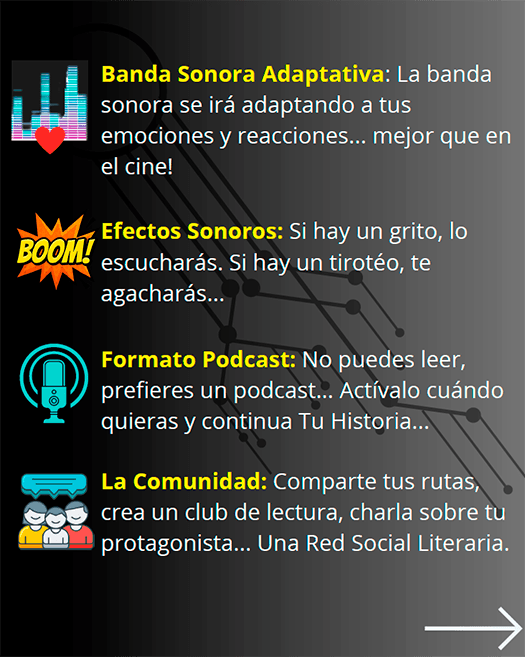 Banda Sonora Adaptativa: La banda
sonora se irá adaptando a tus
emociones y reacciones... mejor que en
el cine!
BOOM!
Efectos Sonoros: Si hay un grito, lo
escucharás. Si hay un tirotéo, te
agacharás...
Formato Podcast: No puedes leer,
prefieres un podcast... Actívalo cuándo
quieras y continua Tu Historia...
La Comunidad: Comparte tus rutas,
crea un club de lectura, charla sobre tu
protagonista... Una Red Social Literaria.